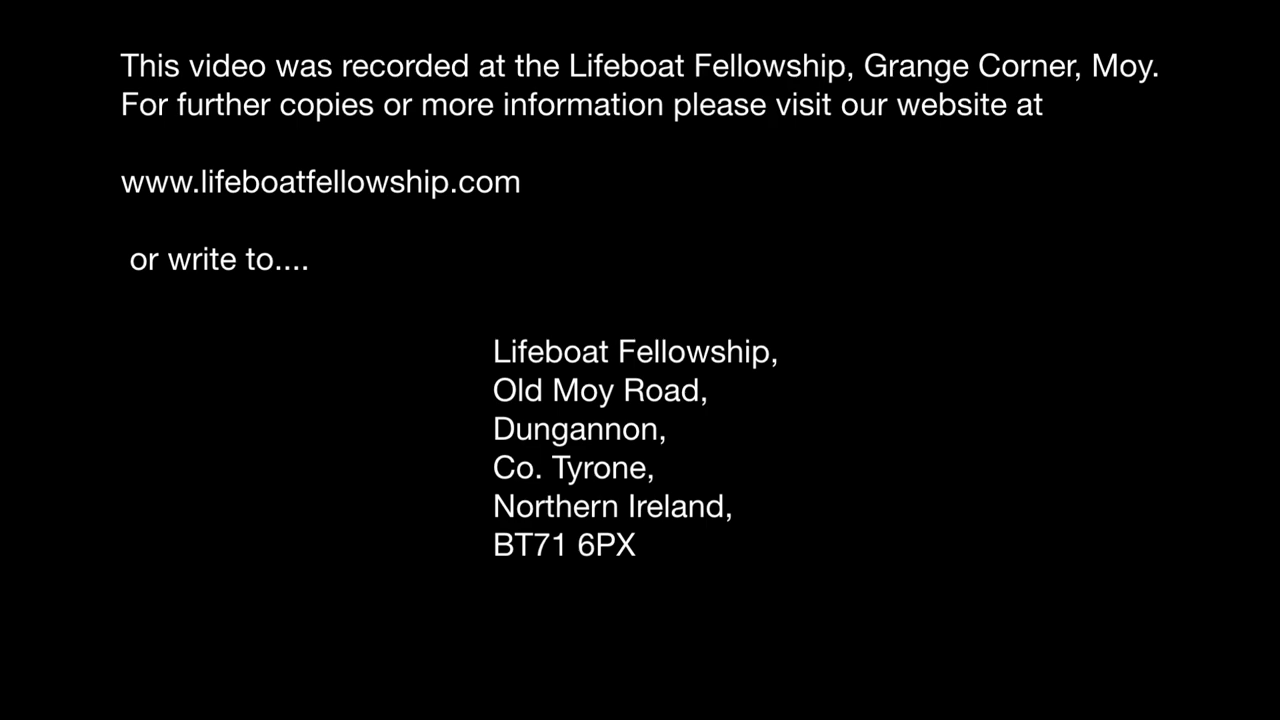 This video was recorded at the Lifeboat Fellowship, Grange Corner, Moy.
For further copies or more information please visit our website at
www.lifeboatfellowship.com
or write to....
Lifeboat Fellowship,
Old Moy Road,
Dungannon,
Co. Tyrone,
Northern Ireland,
BT71 6PX